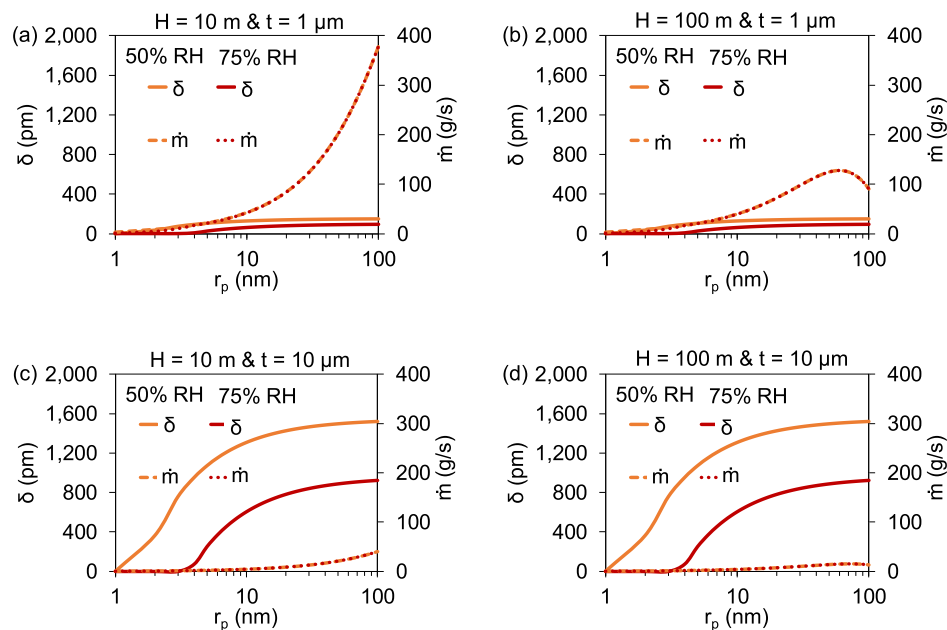 (a) H = 10 m & t = 1 µm
2,000 400
50% RH 75% RH
1,600
δ δ 300
1,200
δ (pm) 200 ṁ (g/s)
ṁ ṁ
800
100
400
0 0
1 10 100
r_p (nm)
(b) H = 100 m & t = 1 µm
2,000 400
50% RH 75% RH
1,600
δ δ 300
1,200
δ (pm) 200 ṁ (g/s)
ṁ ṁ
800
100
400
0 0
1 10 100
r_p (nm)
(c) H = 10 m & t = 10 µm
2,000 400
50% RH 75% RH
1,600
δ δ 300
1,200
δ (pm) 200 ṁ (g/s)
ṁ ṁ
800
100
400
0 0
1 10 100
r_p (nm)
(d) H = 100 m & t = 10 µm
2,000 400
50% RH 75% RH
1,600
δ δ 300
1,200
δ (pm) 200 ṁ (g/s)
ṁ ṁ
800
100
400
0 0
1 10 100
r_p (nm)